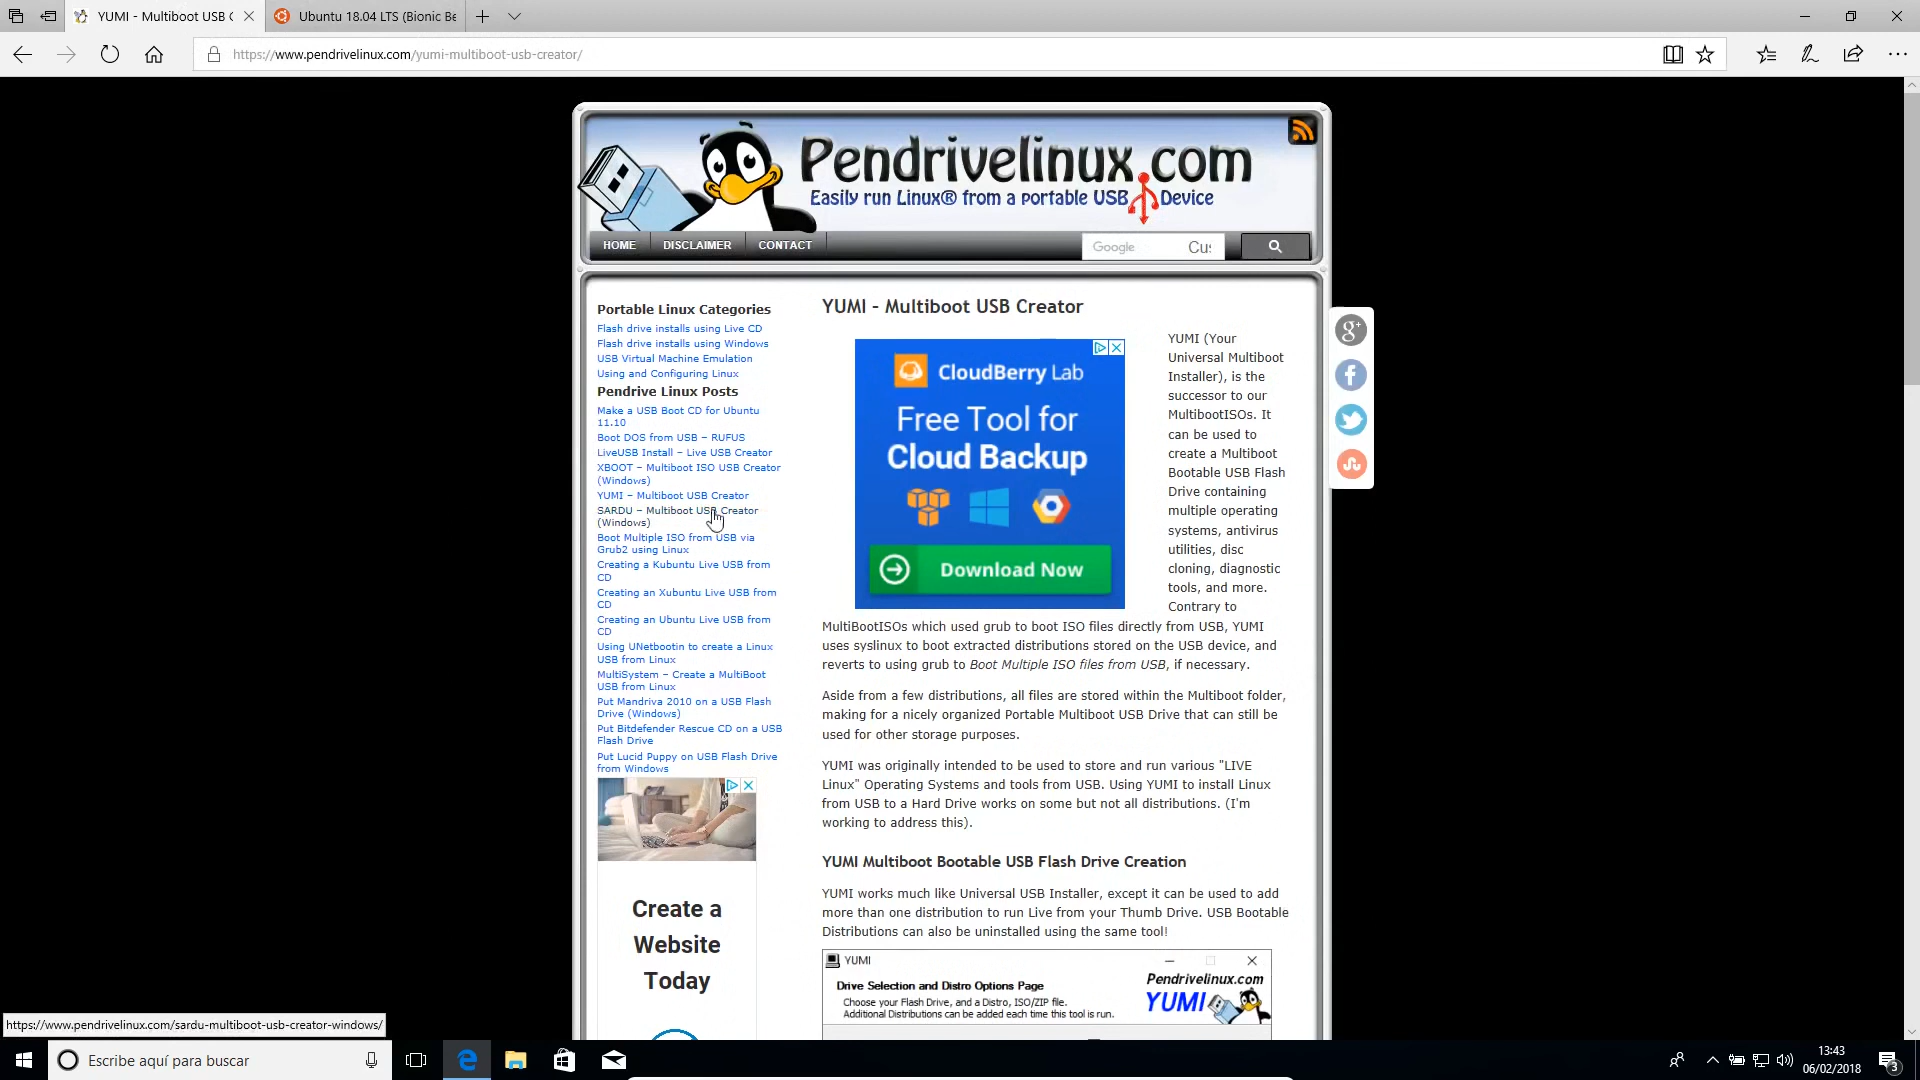 YUMI - Multiboot USB C
Ubuntu 18.04 LTS (Bionic Be
https://www.pendrivelinux.com/yumi-multiboot-usb-creator/
Pendrivelinux.com
Easily run Linux® from a portable USB Device
HOME
DISCLAIMER
CONTACT
Google
Cu
Portable Linux Categories
Flash drive installs using Live CD
Flash drive installs using Windows
USB Virtual Machine Emulation
Using and Configuring Linux
Pendrive Linux Posts
Make a USB Boot CD for Ubuntu
11.10
Boot DOS from USB – RUFUS
LiveUSB Install – Live USB Creator
XBOOT – Multiboot ISO USB Creator
(Windows)
YUMI – Multiboot USB Creator
SARDU – Multiboot USB Creator
(Windows)
Boot Multiple ISO from USB via
Grub2 using Linux
Creating a Kubuntu Live USB from
CD
Creating an Xubuntu Live USB from
CD
Creating an Ubuntu Live USB from
CD
Using UNetbootin to create a Linux
USB from Linux
MultiSystem – Create a MultiBoot
USB from Linux
Put Mandriva 2010 on a USB Flash
Drive (Windows)
Put Bitdefender Rescue CD on a USB
Flash Drive
Put Lucid Puppy on USB Flash Drive
from Windows
Create a
Website
Today
YUMI – Multiboot USB Creator
CloudBerry Lab
Free Tool for
Cloud Backup
Download Now
YUMI (Your
Universal Multiboot
Installer), is the
successor to our
MultibootISOs. It
can be used to
create a Multiboot
Bootable USB Flash
Drive containing
multiple operating
systems, antivirus
utilities, disc
cloning, diagnostic
tools, and more.
Contrary to
MultiBootISOs which used grub to boot ISO files directly from USB, YUMI
uses syslinux to boot extracted distributions stored on the USB device, and
reverts to using grub to Boot Multiple ISO files from USB, if necessary.
Aside from a few distributions, all files are stored within the Multiboot folder,
making for a nicely organized Portable Multiboot USB Drive that can still be
used for other storage purposes.
YUMI was originally intended to be used to store and run various "LIVE
Linux" Operating Systems and tools from USB. Using YUMI to install Linux
from USB to a Hard Drive works on some but not all distributions. (I'm
working to address this).
YUMI Multiboot Bootable USB Flash Drive Creation
YUMI works much like Universal USB Installer, except it can be used to add
more than one distribution to run Live from your Thumb Drive. USB Bootable
Distributions can also be uninstalled using the same tool!
YUMI
Drive Selection and Distro Options Page
Choose your Flash Drive, and a Distro, ISO/ZIP file.
Additional Distributions can be added each time this tool is run.
Pendrivelinux.com
YUMI
g+
https://www.pendrivelinux.com/sardu-multiboot-usb-creator-windows/
Escribe aquí para buscar
13:43
06/02/2018
3